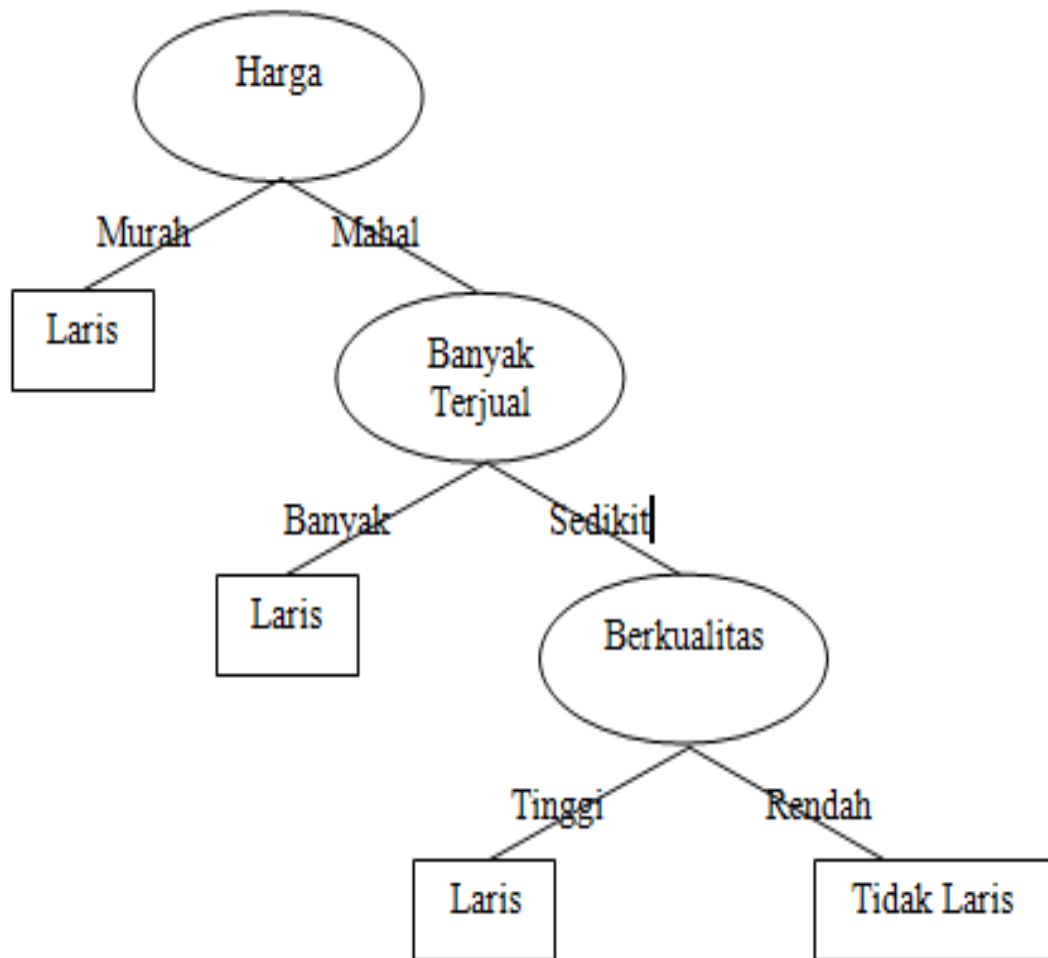 Harga
Murah
Mahal
Laris
Banyak
Terjual
Banyak
Sedikit
Laris
Berkualitas
Tinggi
Rendah
Laris
Tidak Laris